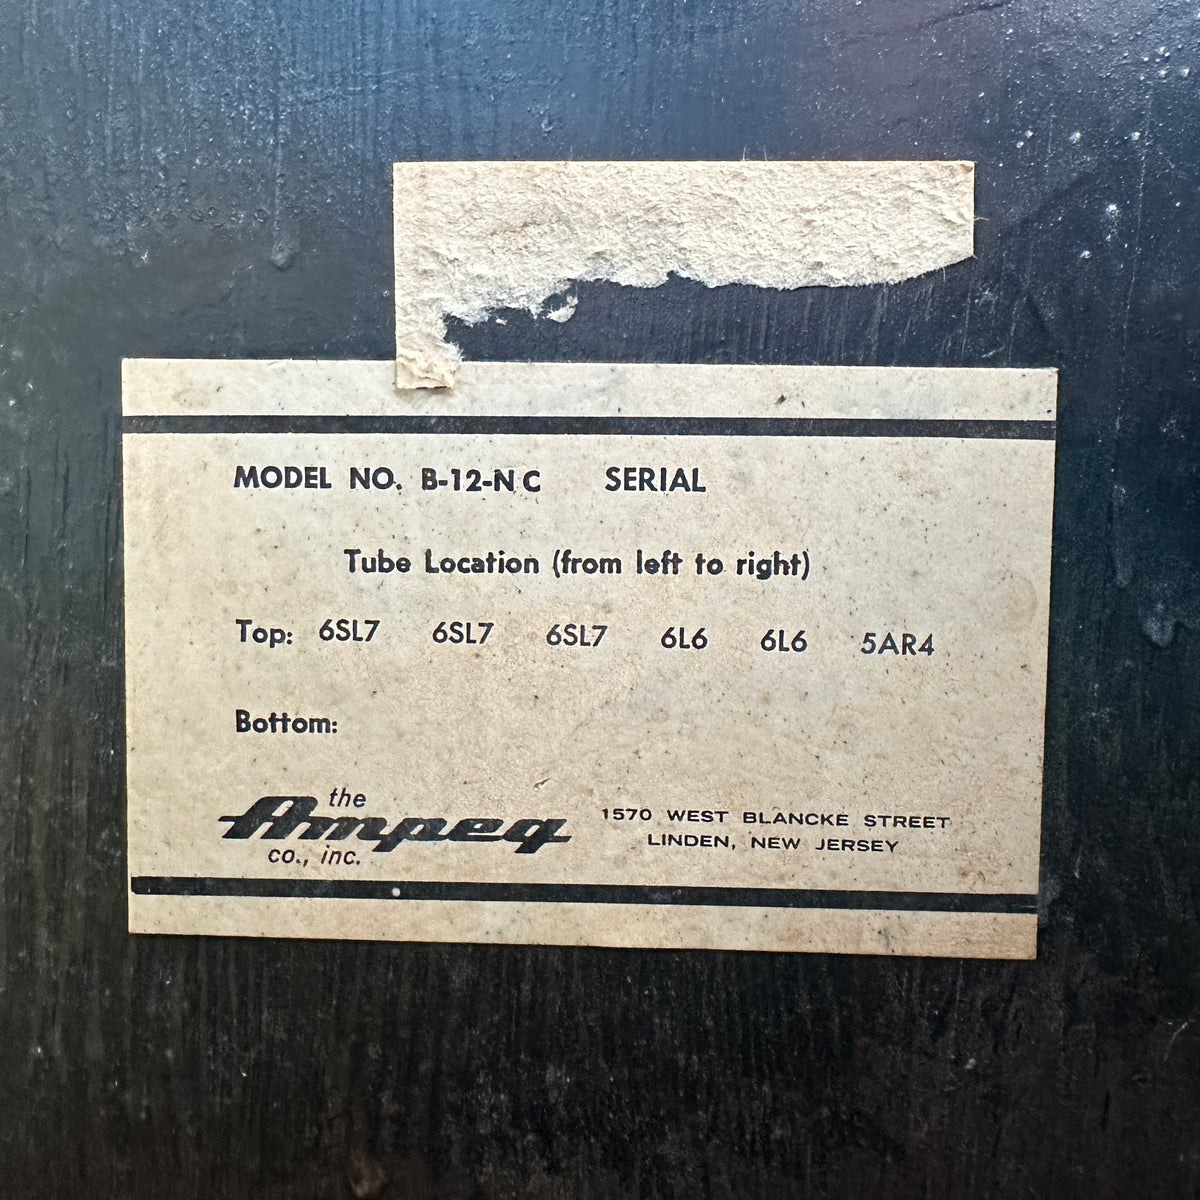 MODEL NO. B-12-N C SERIAL
Tube Location (from left to right)
Top: 6SL7 6SL7 6SL7 6L6 6L6 5AR4
Bottom:
the
Ampeg
co., inc.
1570 WEST BLANCKE STREET
LINDEN, NEW JERSEY